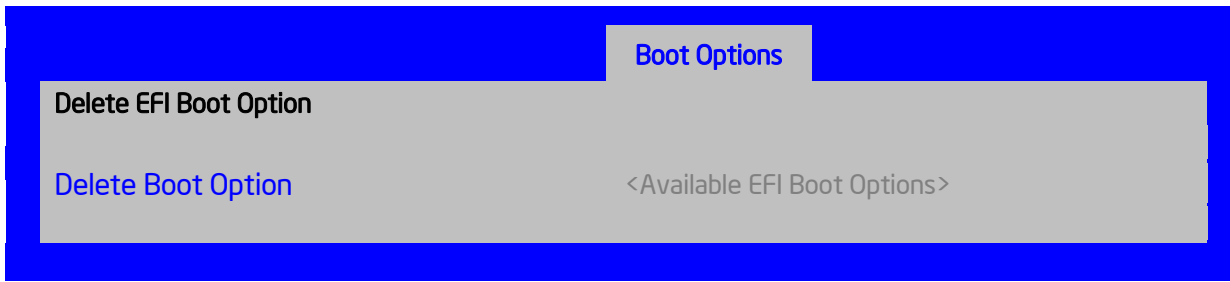 Boot Options
Delete EFI Boot Option
Delete Boot Option <Available EFI Boot Options>